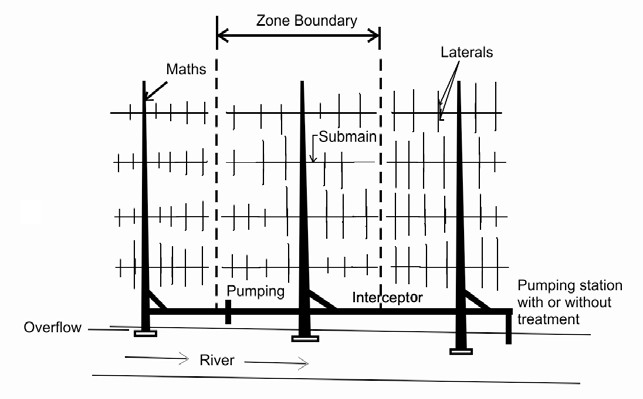 Zone Boundary
Laterals
Maths
Submain
Pumping
Interceptor
Pumping station
with or without
treatment
Overflow
River